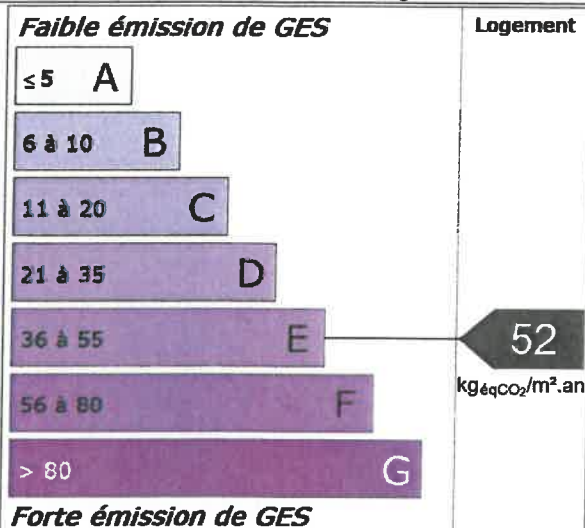 Faible émission de GES
Logement
≤ 5 A
6 à 10 B
11 à 20 C
21 à 35 D
36 à 55 E
52
kgéqCO₂/m².an
56 à 80 F
> 80 G
Forte émission de GES